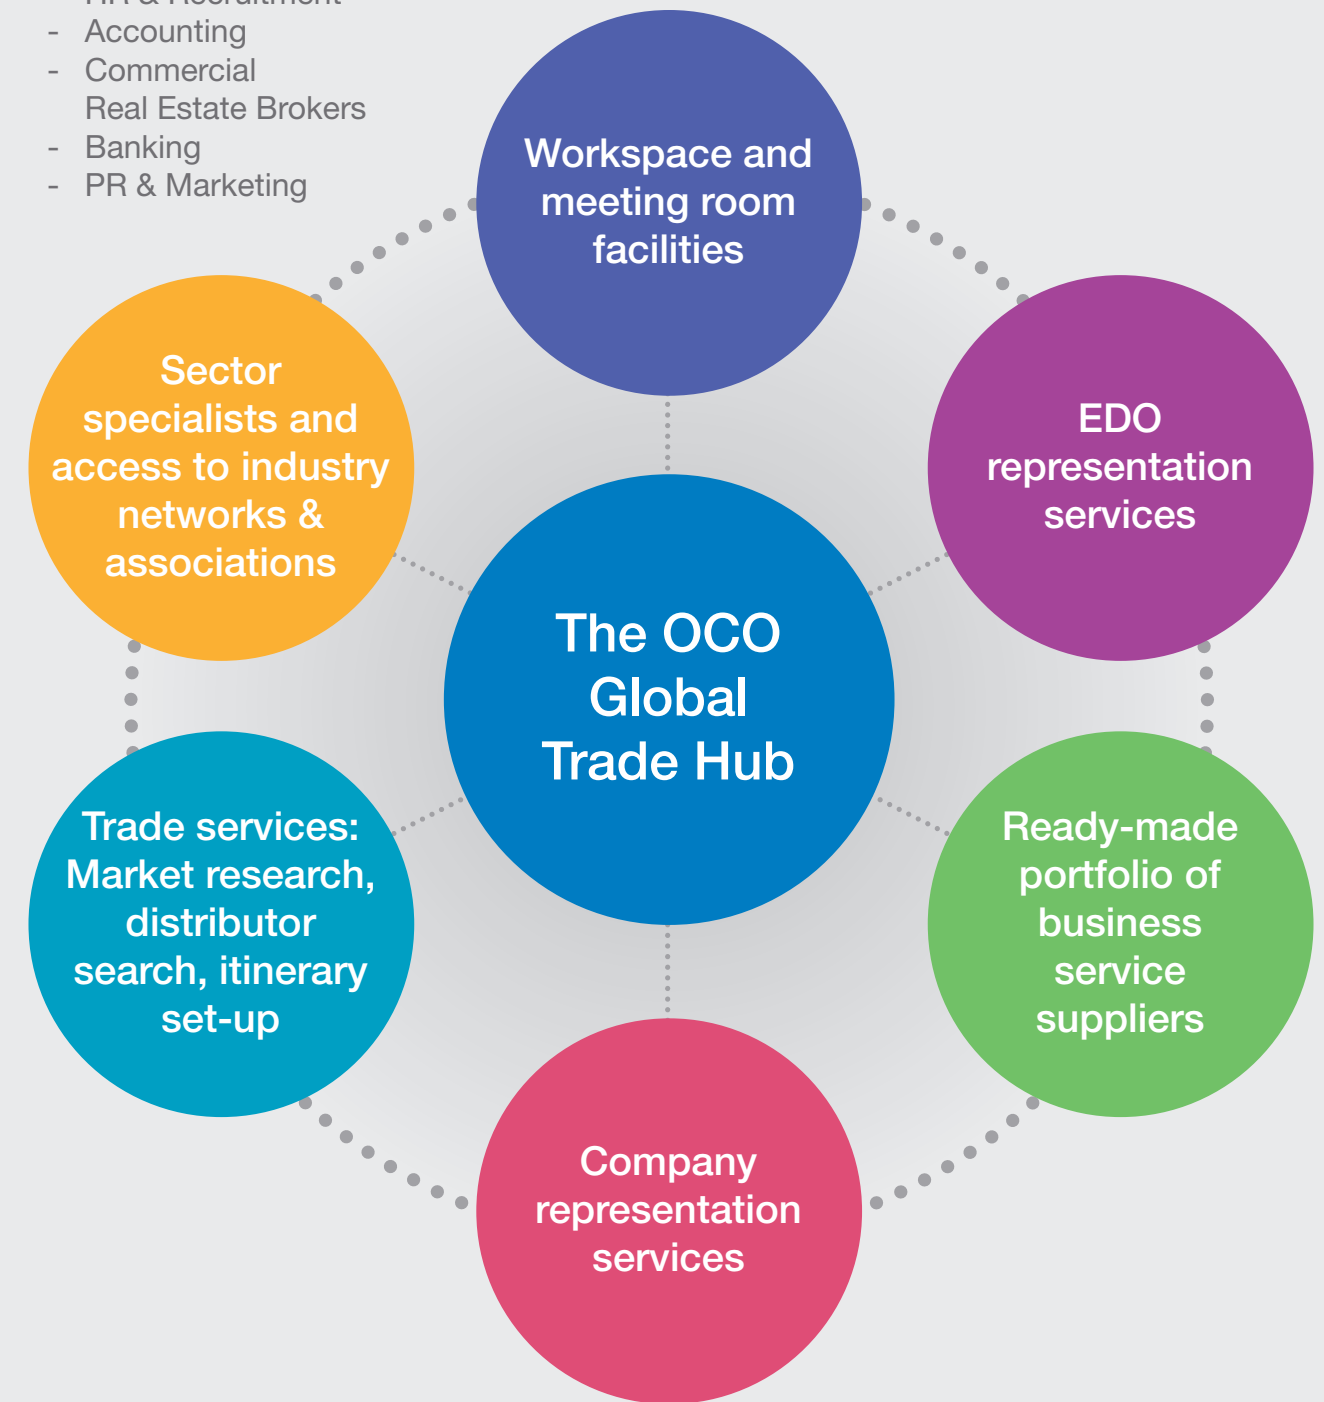 HR & Recruitment
- Accounting
- Commercial
Real Estate Brokers
- Banking
- PR & Marketing
Workspace and
meeting room
facilities
Sector
specialists and
access to industry
networks &
associations
EDO
representation
services
The OCO
Global
Trade Hub
Trade services:
Market research,
distributor
search, itinerary
set-up
Ready-made
portfolio of
business
service
suppliers
Company
representation
services